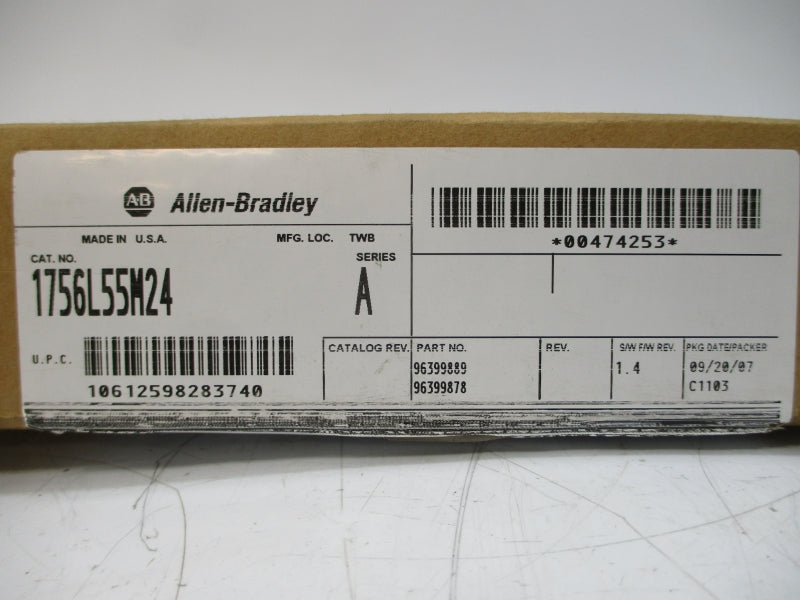 A·B Allen-Bradley
MADE IN U.S.A. MFG. LOC. TWB
CAT. NO. SERIES
1756L55M24 A
U.P.C.
10612598283740
*00474253*
CATALOG REV. PART NO. REV. S/W F/W REV. PKG DATE/PACKER
96399889 1.4 09/20/07
96399878 C1103